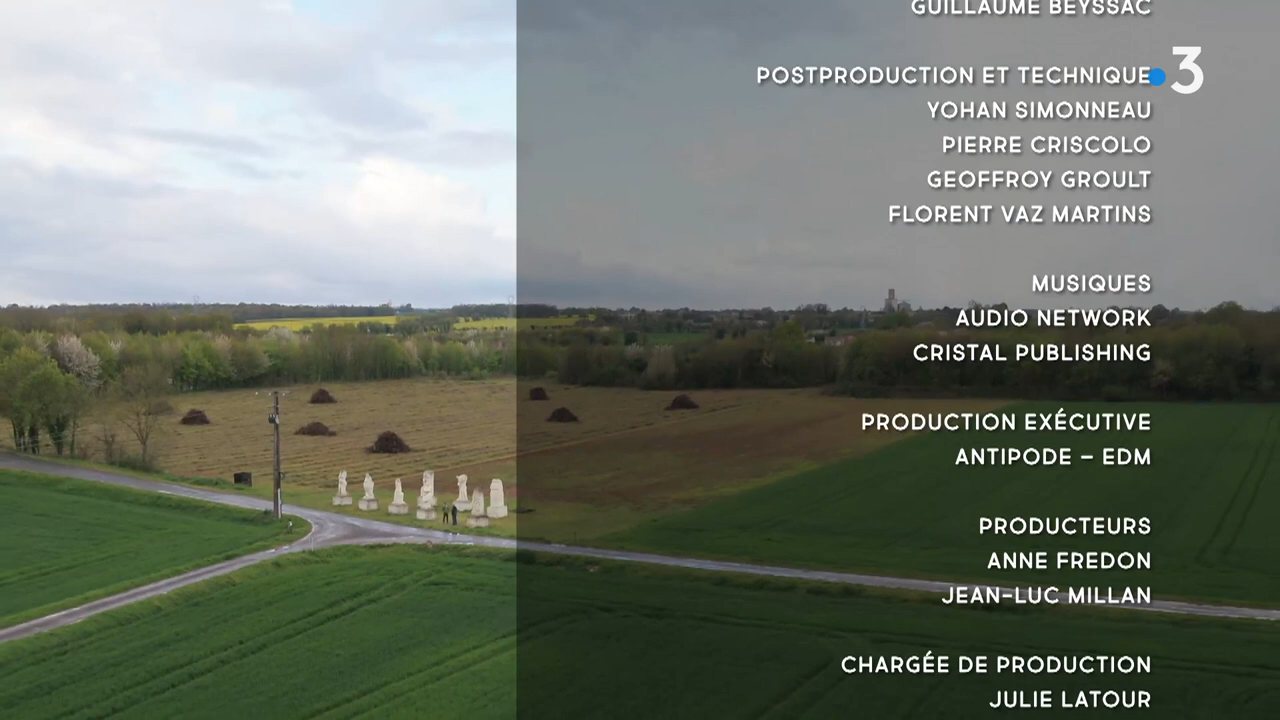 GUILLAUME BEYSSAC
POSTPRODUCTION ET TECHNIQUE
3
YOHAN SIMONNEAU
PIERRE CRISCOLO
GEOFFROY GROULT
FLORENT VAZ MARTINS
MUSIQUES
AUDIO NETWORK
CRISTAL PUBLISHING
PRODUCTION EXÉCUTIVE
ANTIPODE – EDM
PRODUCTEURS
ANNE FREDON
JEAN-LUC MILLAN
CHARGÉE DE PRODUCTION
JULIE LATOUR